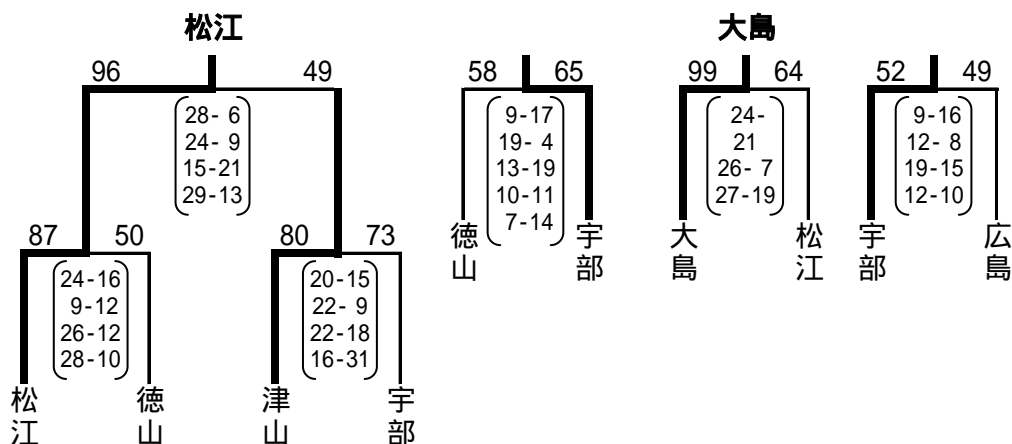 松江
大島
96 49
58 65
99 64
52 49
28- 6
24- 9
15-21
29-13
9-17
19- 4
13-19
10-11
7-14
24-
21
26- 7
27-19
9-16
12- 8
19-15
12-10
徳山
宇部
大島
松江
宇部
広島
87 50
80 73
24-16
9-12
26-12
28-10
20-15
22- 9
22-18
16-31
松江
徳山
津山
宇部